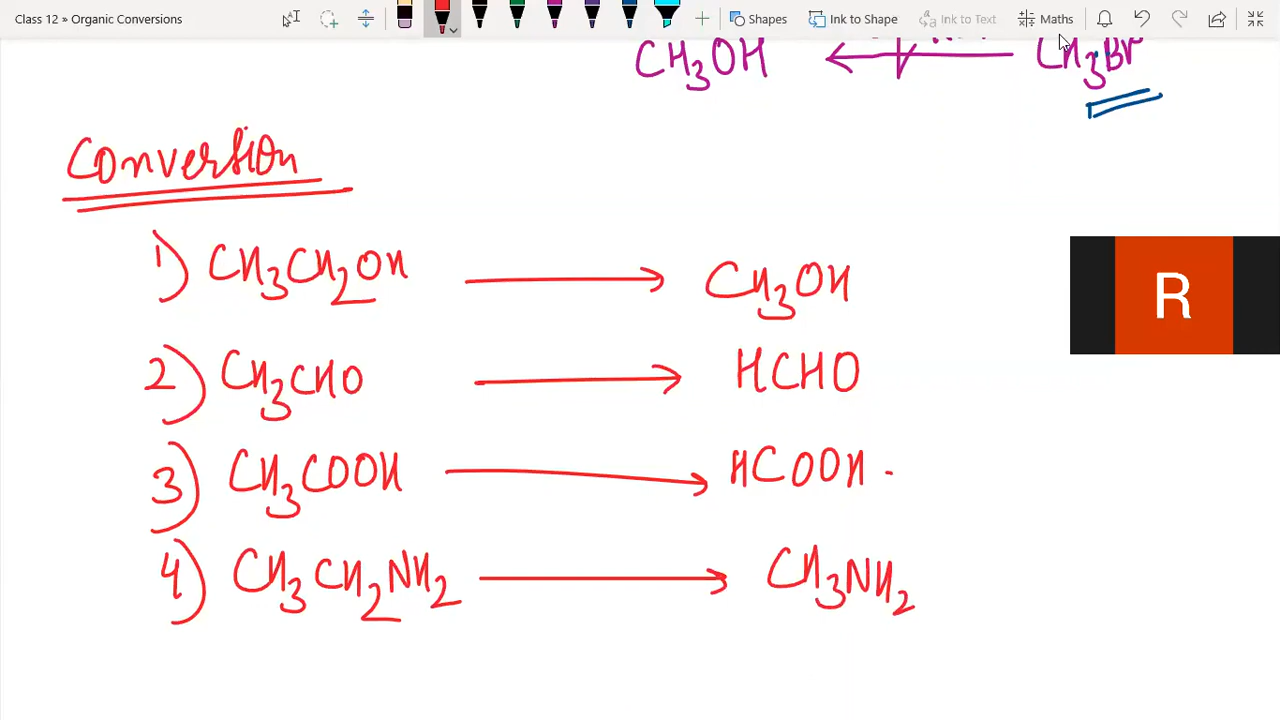 Class 12 » Organic Conversions
Shapes
Ink to Shape
Ink to Text
Maths
CH3OH CH3Br
Conversion
1) CH3CH2OH → CH3OH
2) CH3CHO → HCHO
3) CH3COOH → HCOOH
4) CH3CH2NH2 → CH3NH2
R